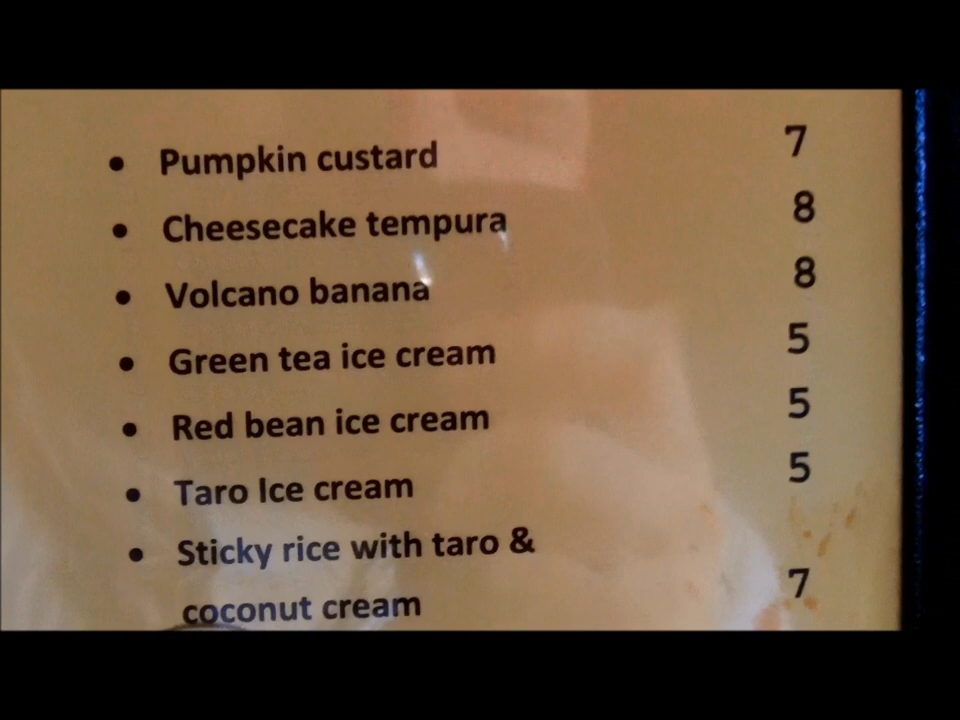 • Pumpkin custard 7
• Cheesecake tempura 8
• Volcano banana 8
• Green tea ice cream 5
• Red bean ice cream 5
• Taro Ice cream 5
• Sticky rice with taro &
coconut cream 7